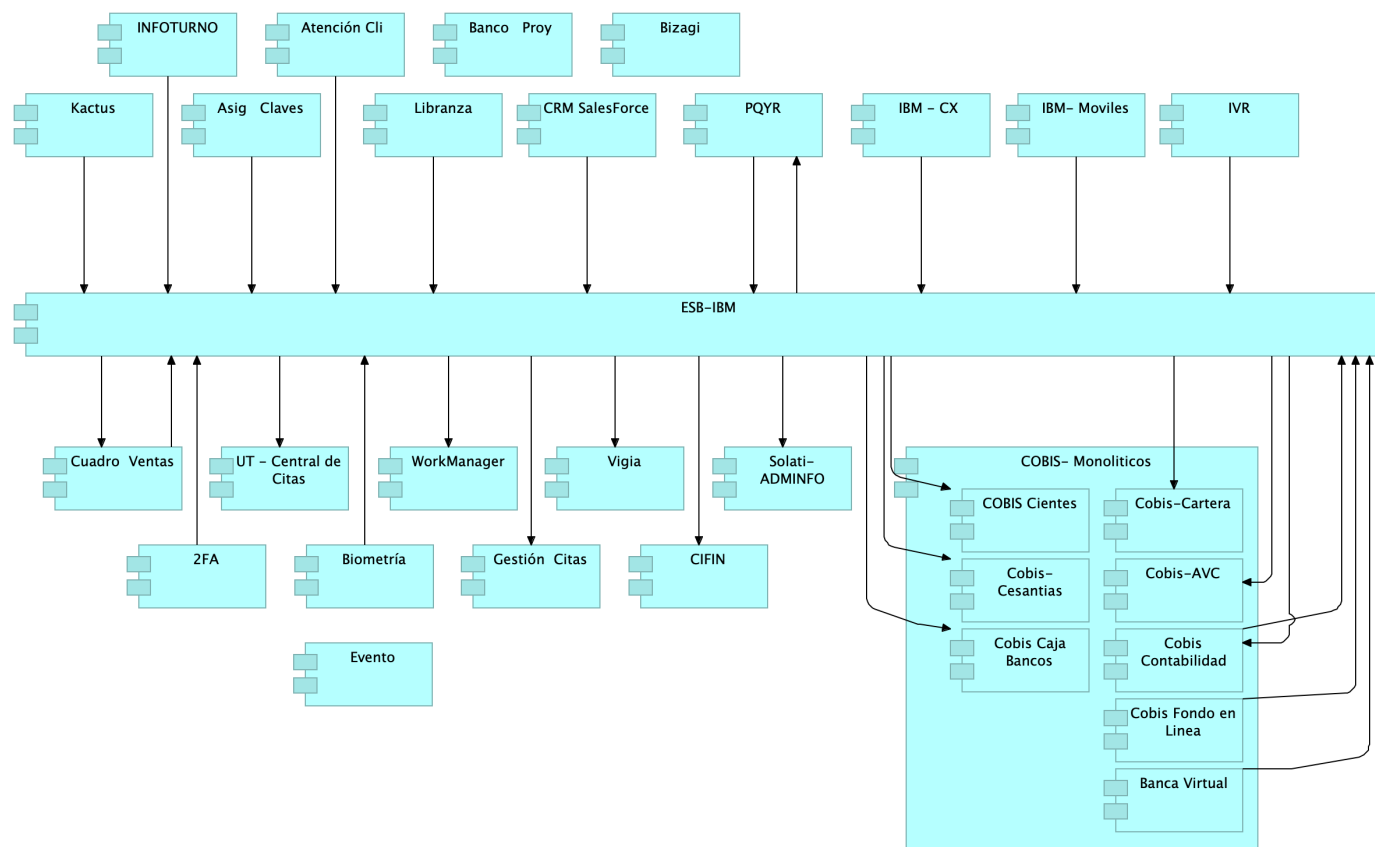 INFOTURNO
Atención Cli
Banco Proy
Bizagi
Kactus
Asig Claves
Libranza
CRM SalesForce
PQYR
IBM - CX
IBM- Moviles
IVR
ESB-IBM
Cuadro Ventas
UT - Central de
Citas
WorkManager
Vigia
Solati-
ADMINFO
COBIS- Monoliticos
COBIS Cientes
Cobis-Cartera
2FA
Biometría
Gestión Citas
CIFIN
Cobis-
Cesantias
Cobis-AVC
Cobis Caja
Bancos
Cobis
Contabilidad
Evento
Cobis Fondo en
Linea
Banca Virtual